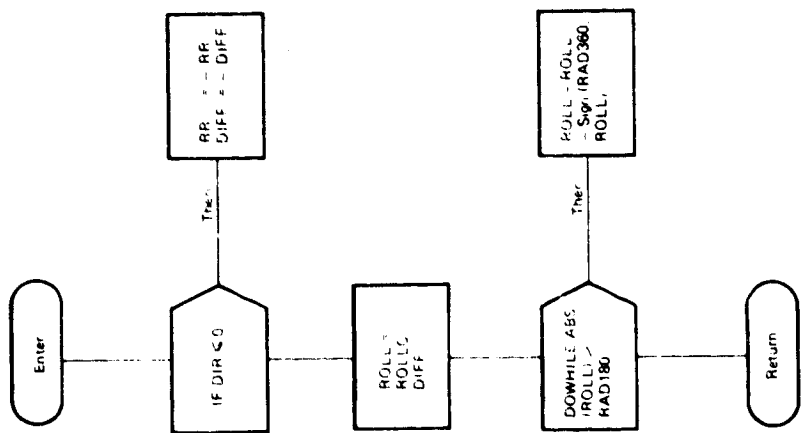 Enter
IF DIR ≤ 0
Then
RR = - RR
DIFF = - DIFF
ROLL =
ROLLS
DIFF
DOWHILE ABS
(ROLL) >
RAD180
Then
ROLL = ROLL
- Sign (RAD360,
ROLL)
Return